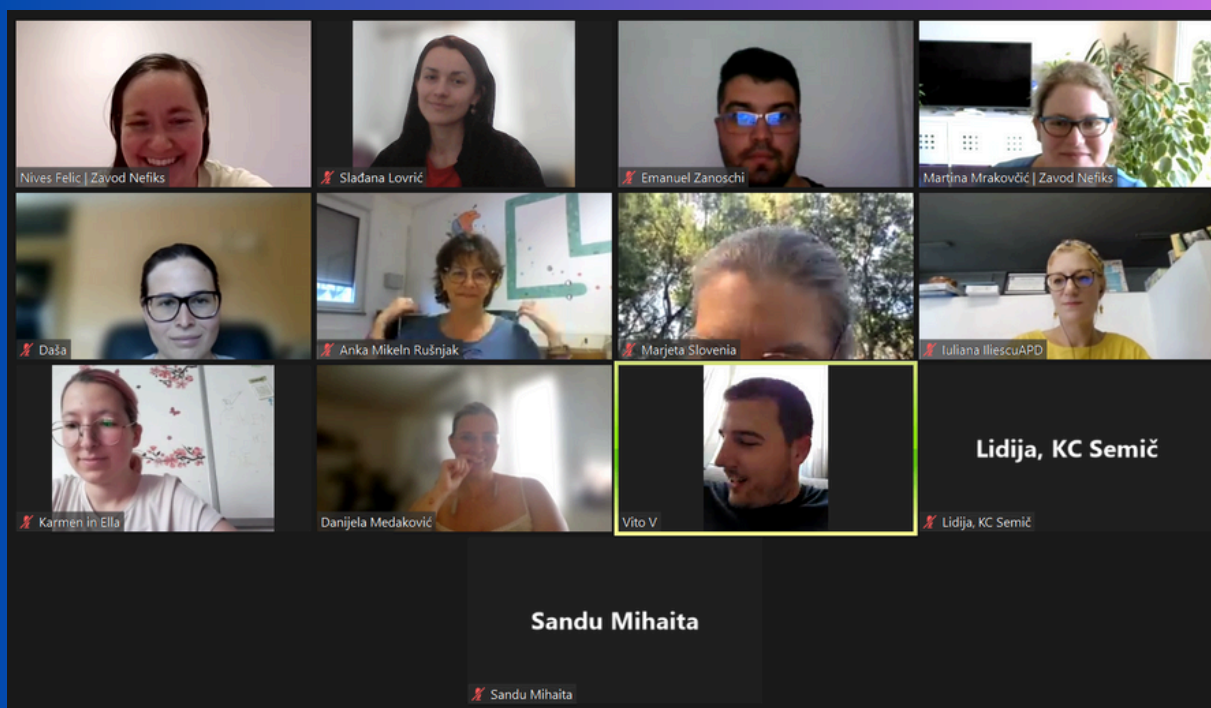 Nives Felic | Zavod Nefiks
Slađana Lovrić
Emanuel Zanoschi
Martina Mrakovčić | Zavod Nefiks
Daša
Anka Mikeln Rušnjak
Marjeta Slovenia
Iuliana IliescuAPD
Karmen in Ella
Danijela Medaković
Vito V
Lidija, KC Semič
Lidija, KC Semič
Sandu Mihaita
Sandu Mihaita